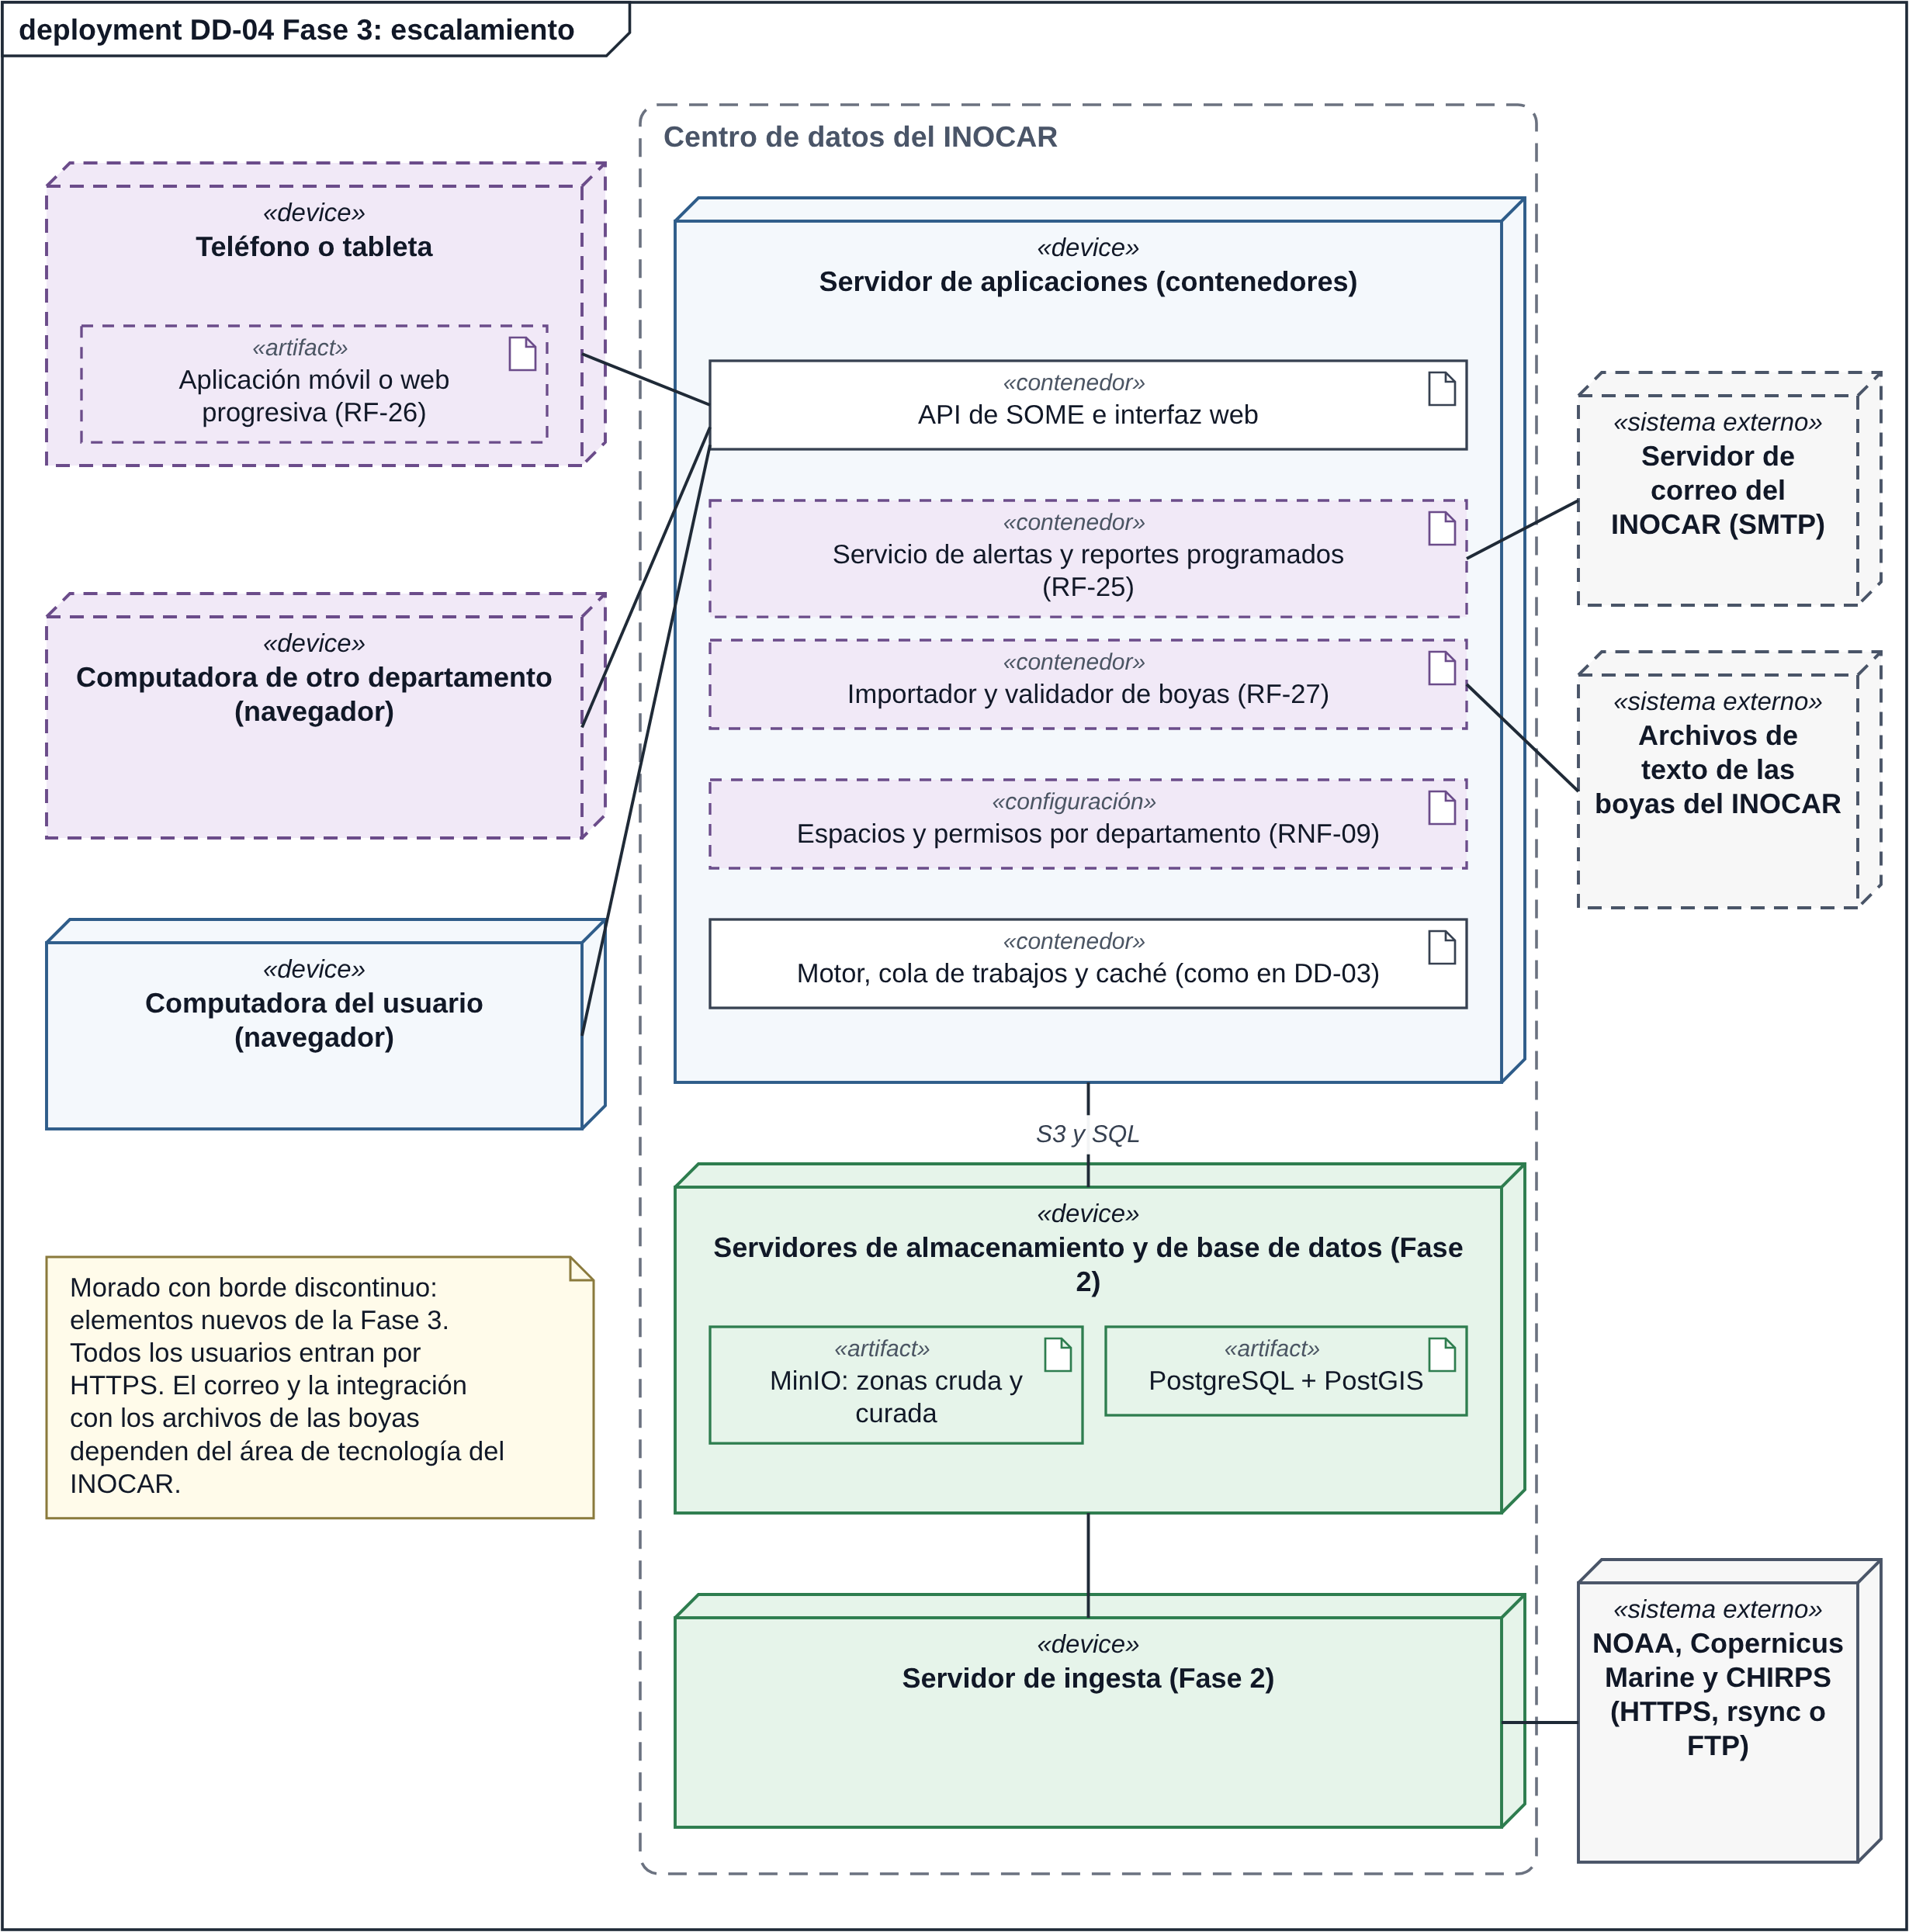 deployment DD-04 Fase 3: escalamiento
Centro de datos del INOCAR
«device»
Teléfono o tableta
«artifact»
Aplicación móvil o web
progresiva (RF-26)
«device»
Computadora de otro departamento
(navegador)
«device»
Computadora del usuario
(navegador)
Morado con borde discontinuo:
elementos nuevos de la Fase 3.
Todos los usuarios entran por
HTTPS. El correo y la integración
con los archivos de las boyas
dependen del área de tecnología del
INOCAR.
«device»
Servidor de aplicaciones (contenedores)
«contenedor»
API de SOME e interfaz web
«contenedor»
Servicio de alertas y reportes programados
(RF-25)
«contenedor»
Importador y validador de boyas (RF-27)
«configuración»
Espacios y permisos por departamento (RNF-09)
«contenedor»
Motor, cola de trabajos y caché (como en DD-03)
S3 y SQL
«device»
Servidores de almacenamiento y de base de datos (Fase
2)
«artifact»
MinIO: zonas cruda y
curada
«artifact»
PostgreSQL + PostGIS
«device»
Servidor de ingesta (Fase 2)
«sistema externo»
Servidor de
correo del
INOCAR (SMTP)
«sistema externo»
Archivos de
texto de las
boyas del INOCAR
«sistema externo»
NOAA, Copernicus
Marine y CHIRPS
(HTTPS, rsync o
FTP)